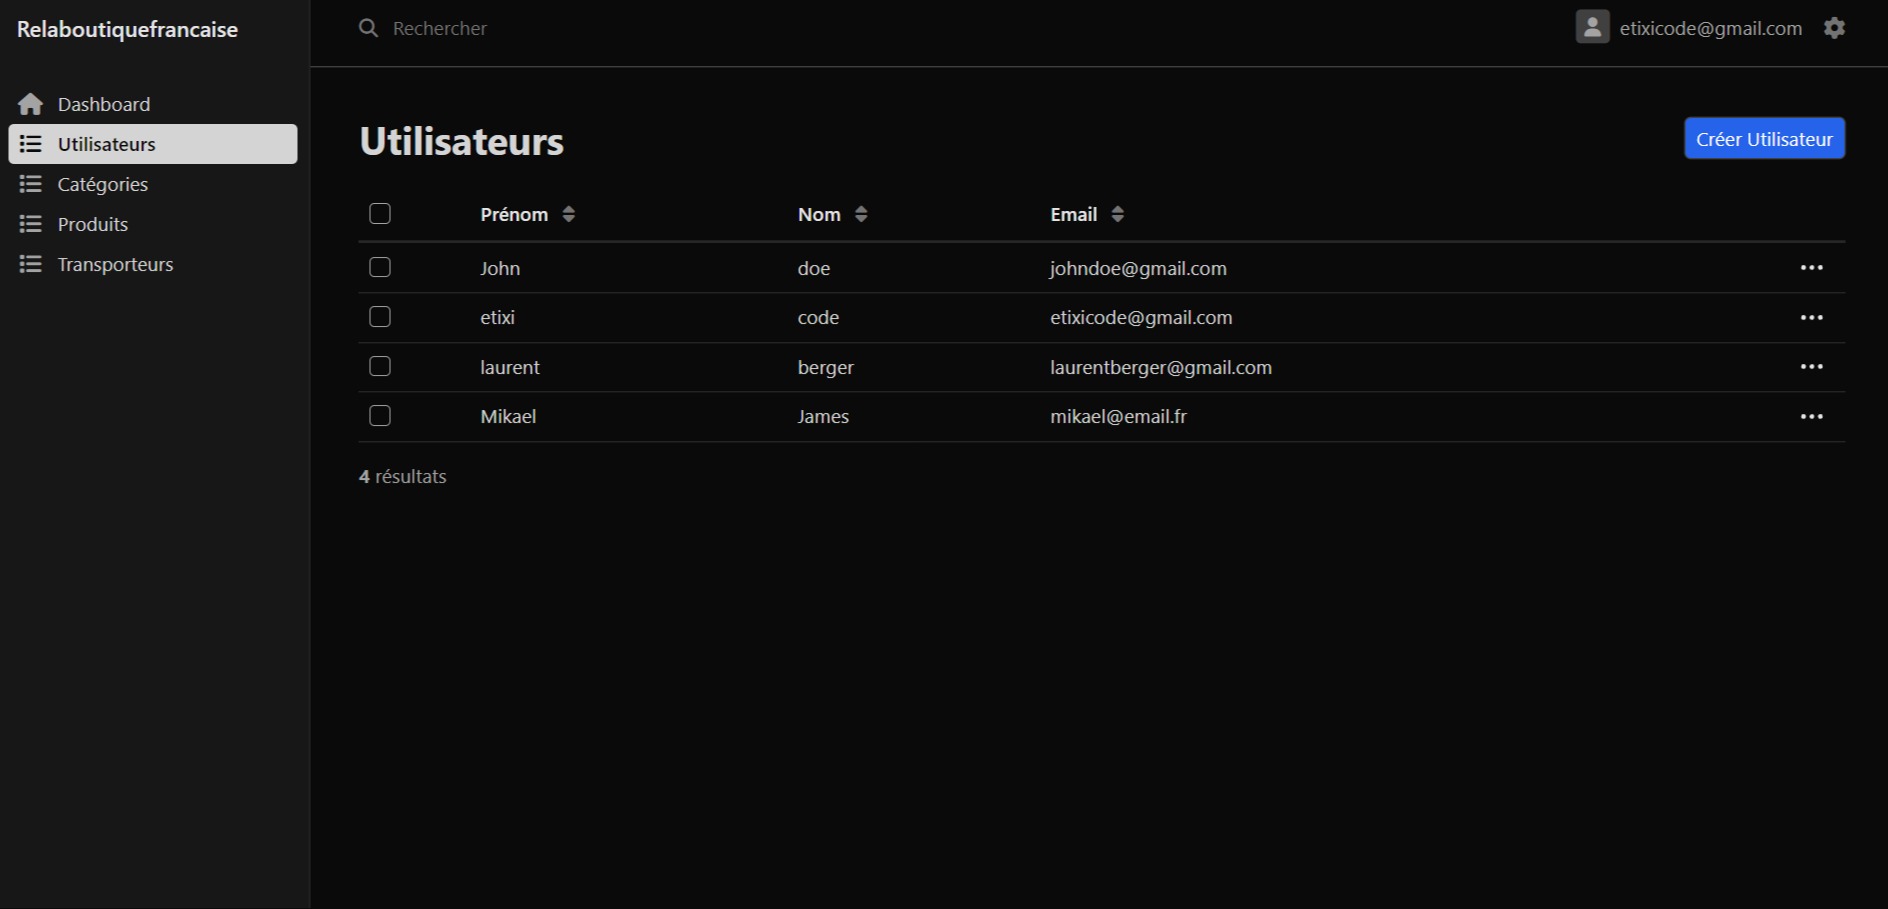 Relaboutiquefrancaise
Dashboard
Utilisateurs
Catégories
Produits
Transporteurs
Rechercher
etixicode@gmail.com
Utilisateurs
Créer Utilisateur
Prénom Nom Email
John doe johndoe@gmail.com
etixi code etixicode@gmail.com
laurent berger laurentberger@gmail.com
Mikael James mikael@email.fr
4 résultats